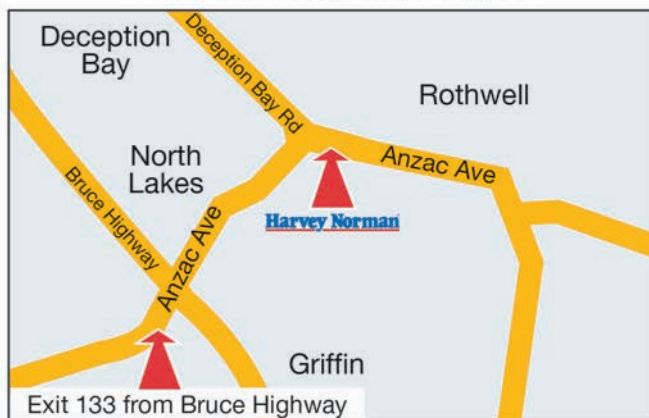 Deception
Bay
Deception Bay Rd
Rothwell
North
Lakes
Anzac Ave
Bruce Highway
Harvey Norman
Anzac Ave
Griffin
Exit 133 from Bruce Highway